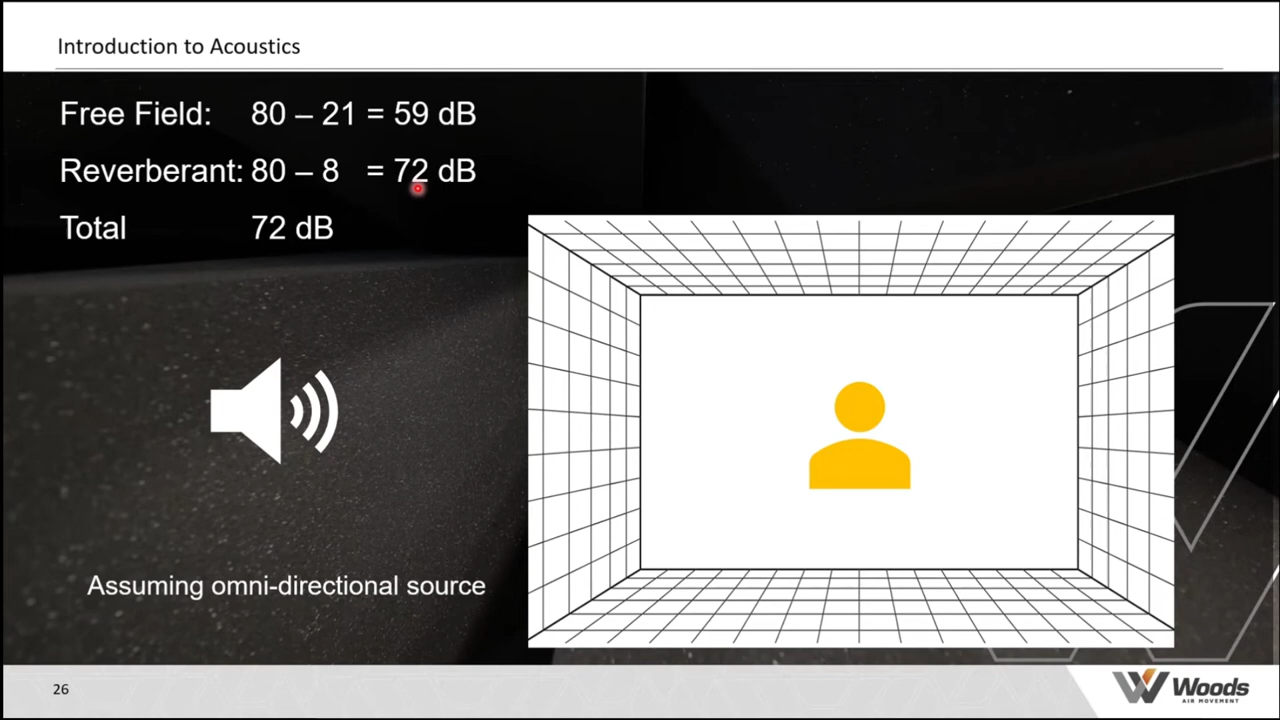 Introduction to Acoustics
Free Field: 80 – 21 = 59 dB
Reverberant: 80 – 8 = 72 dB
Total 72 dB
Assuming omni-directional source
26
Woods
AIR MOVEMENT